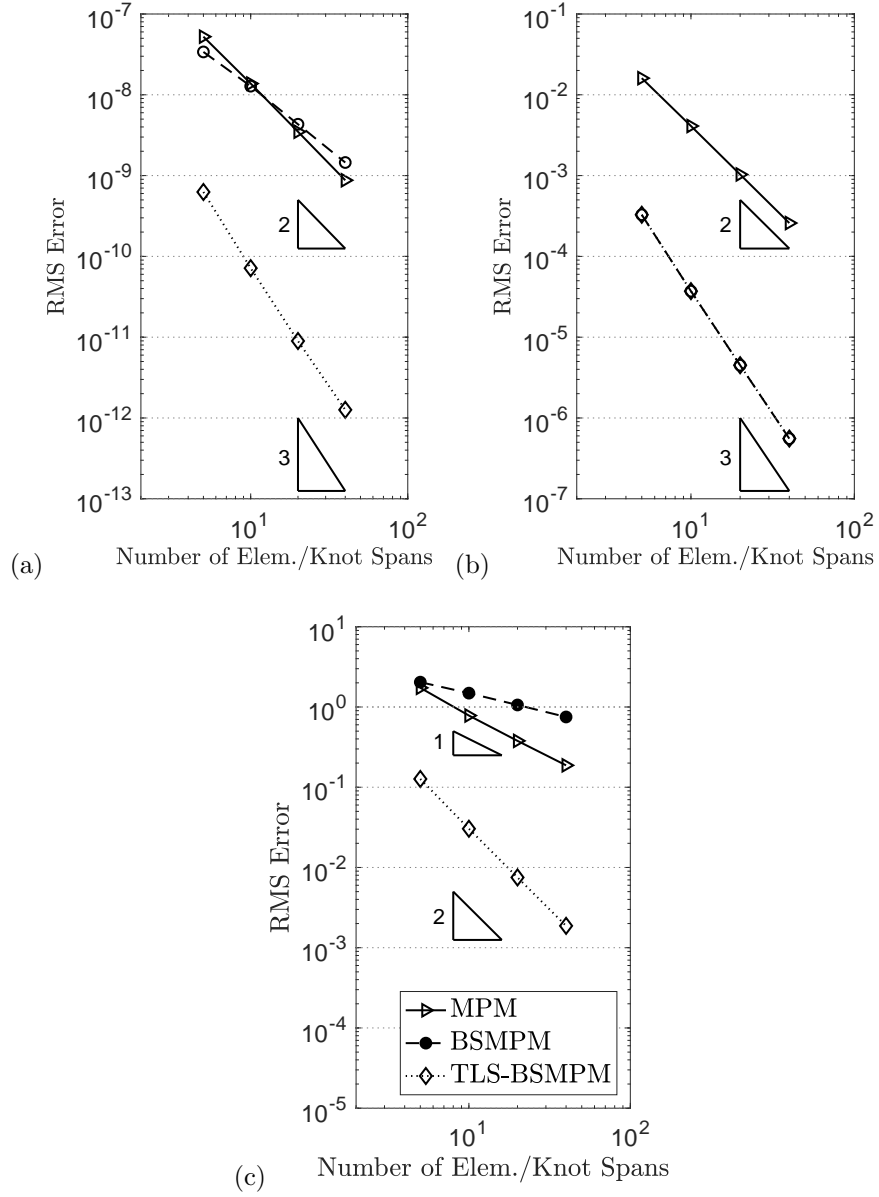 10^-7
10^-8
10^-9
10^-10
10^-11
10^-12
10^-13
RMS Error
2
3
10^1
10^2
Number of Elem./Knot Spans
(a)
10^-1
10^-2
10^-3
10^-4
10^-5
10^-6
10^-7
RMS Error
2
3
10^1
10^2
Number of Elem./Knot Spans
(b)
10^1
10^0
10^-1
10^-2
10^-3
10^-4
10^-5
RMS Error
1
2
MPM
BSMPM
TLS-BSMPM
10^1
10^2
Number of Elem./Knot Spans
(c)